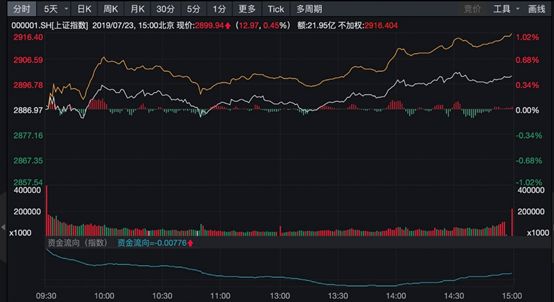 分时 5天 日K 周K 月K 30分 5分 1分 更多 Tick 多周期 竞价 工具 画线
000001.SH[上证指数] 2019/07/23, 15:00北京 现价:2899.94 (12.97, 0.45%) 额:21.95亿 不加权:2916.404
2916.40 1.02%
2906.59 0.68%
2896.78 0.34%
2886.97 0.00%
2877.16 -0.34%
2867.35 -0.68%
2857.54 -1.02%
400000 400000
200000 200000
x1000 x1000
资金流向（指数） 资金流向=-0.00776
09:30 10:00 10:30 11:00 13:00 13:30 14:00 14:30 15:00